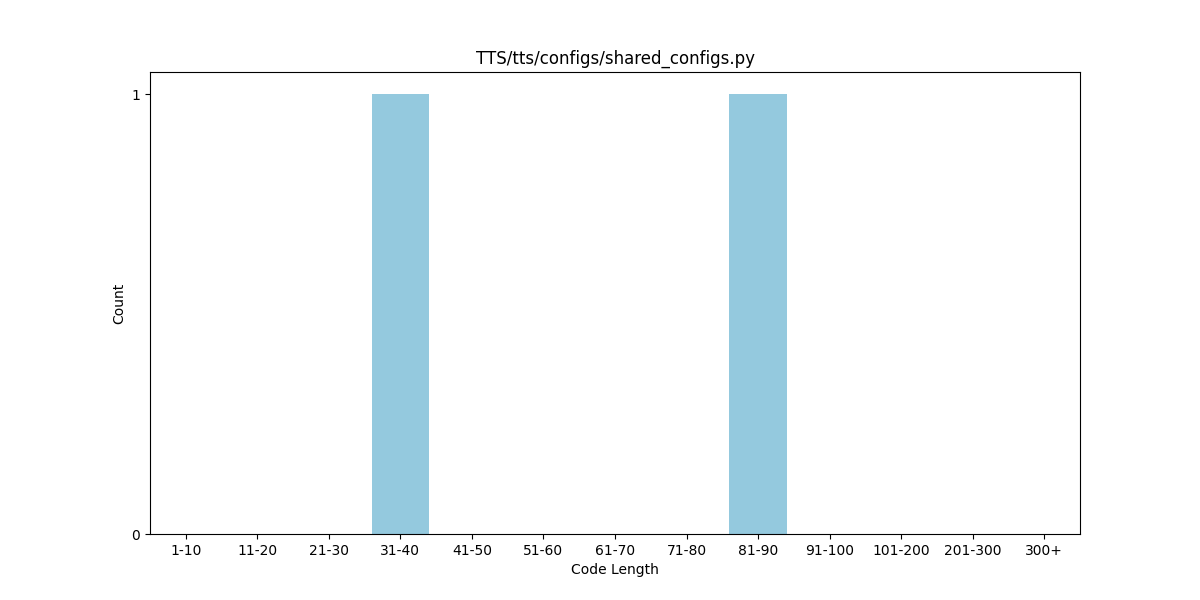 TTS/tts/configs/shared_configs.py
1
Count
0
1-10 11-20 21-30 31-40 41-50 51-60 61-70 71-80 81-90 91-100 101-200 201-300 300+
Code Length